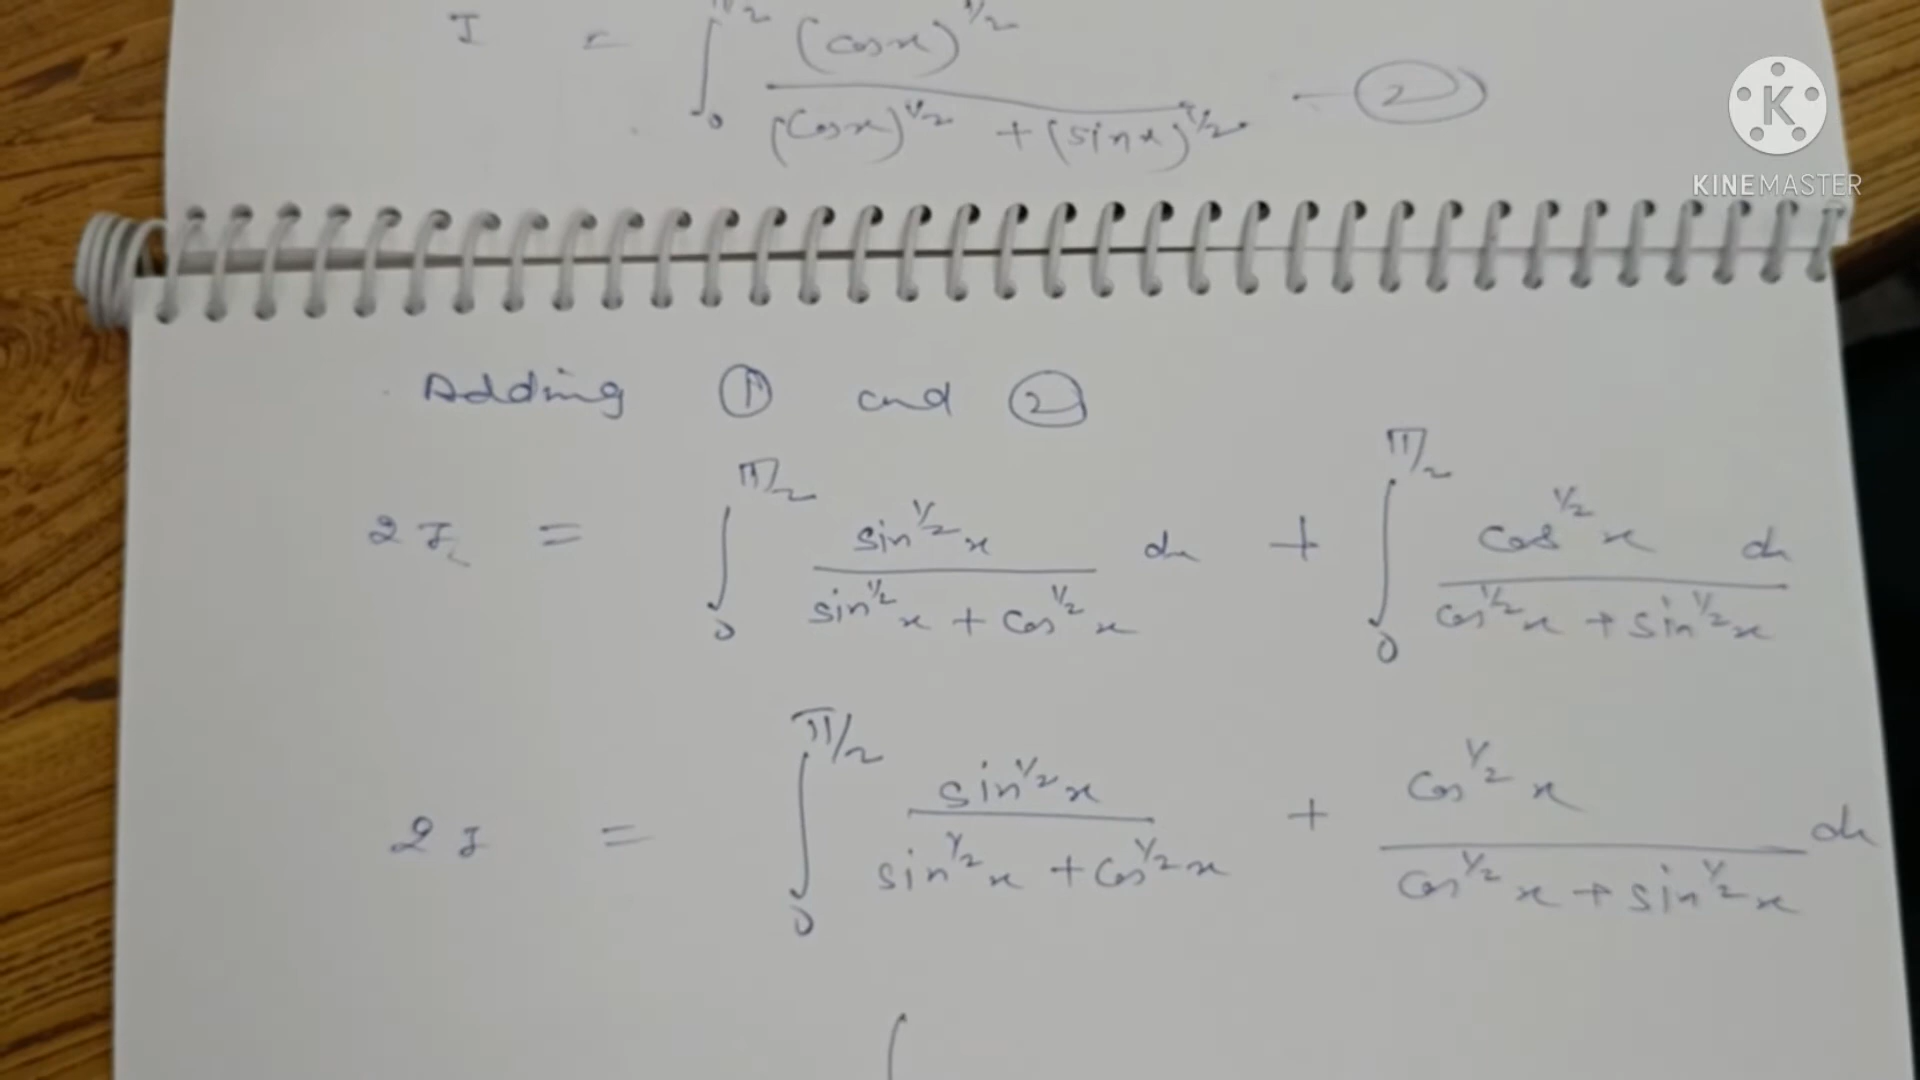 I = ∫₀^(π/2) (cosx)^(1/2) / ((cosx)^(1/2) + (sinx)^(1/2)) — ②
K
KINEMASTER
Adding ① and ②
2I = ∫₀^(π/2) sin^(1/2)x / (sin^(1/2)x + cos^(1/2)x) dx + ∫₀^(π/2) cos^(1/2)x dx / (cos^(1/2)x + sin^(1/2)x)
2I = ∫₀^(π/2) sin^(1/2)x / (sin^(1/2)x + cos^(1/2)x) + cos^(1/2)x / (cos^(1/2)x + sin^(1/2)x) dx
∫